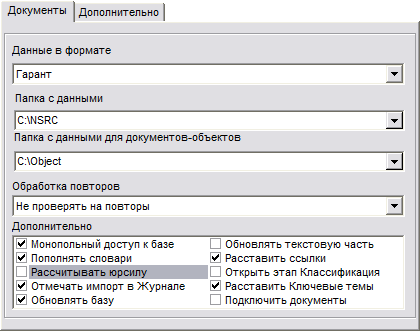 Документы Дополнительно
Данные в формате
Гарант
Папка с данными
C:\NSRC
Папка с данными для документов-объектов
C:\Object
Обработка повторов
Не проверять на повторы
Дополнительно
Монопольный доступ к базе Обновлять текстовую часть
Пополнять словари Расставить ссылки
Рассчитывать юрсилу Открыть этап Классификация
Отмечать импорт в Журнале Расставить Ключевые темы
Обновлять базу Подключить документы